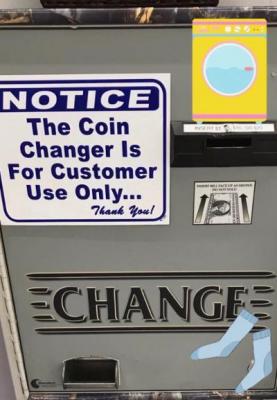 NOTICE
The Coin
Changer Is
For Customer
Use Only...
Thank You!
CHANGE